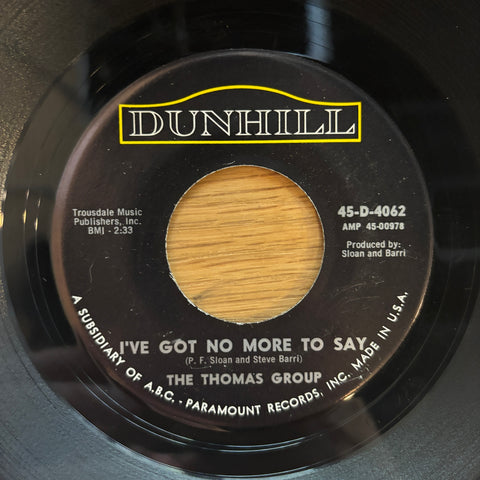 DUNHILL
Trousdale Music
Publishers, Inc.
BMI - 2:33
45-D-4062
AMP 45-00978
Produced by:
Sloan and Barri
I'VE GOT NO MORE TO SAY
(P. F. Sloan and Steve Barri)
THE THOMAS GROUP
A SUBSIDIARY OF A.B.C. - PARAMOUNT RECORDS, INC. MADE IN U.S.A.